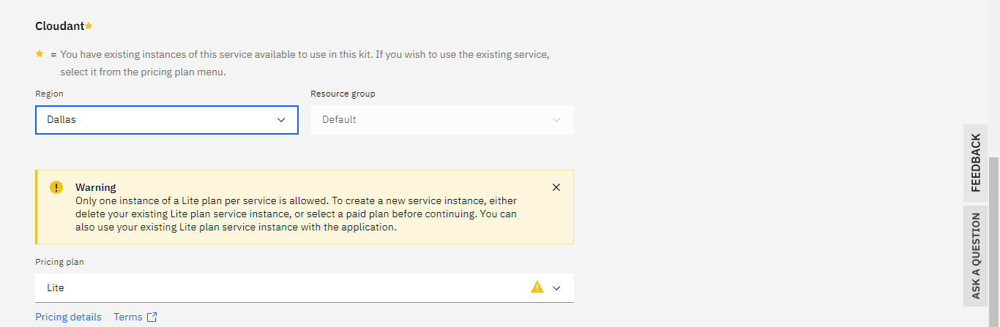 Cloudant
= You have existing instances of this service available to use in this kit. If you wish to use the existing service,
select it from the pricing plan menu.
Region
Resource group
Dallas
Default
Warning
Only one instance of a Lite plan per service is allowed. To create a new service instance, either
delete your existing Lite plan service instance, or select a paid plan before continuing. You can
also use your existing Lite plan service instance with the application.
Pricing plan
Lite
Pricing details
Terms
FEEDBACK
ASK A QUESTION